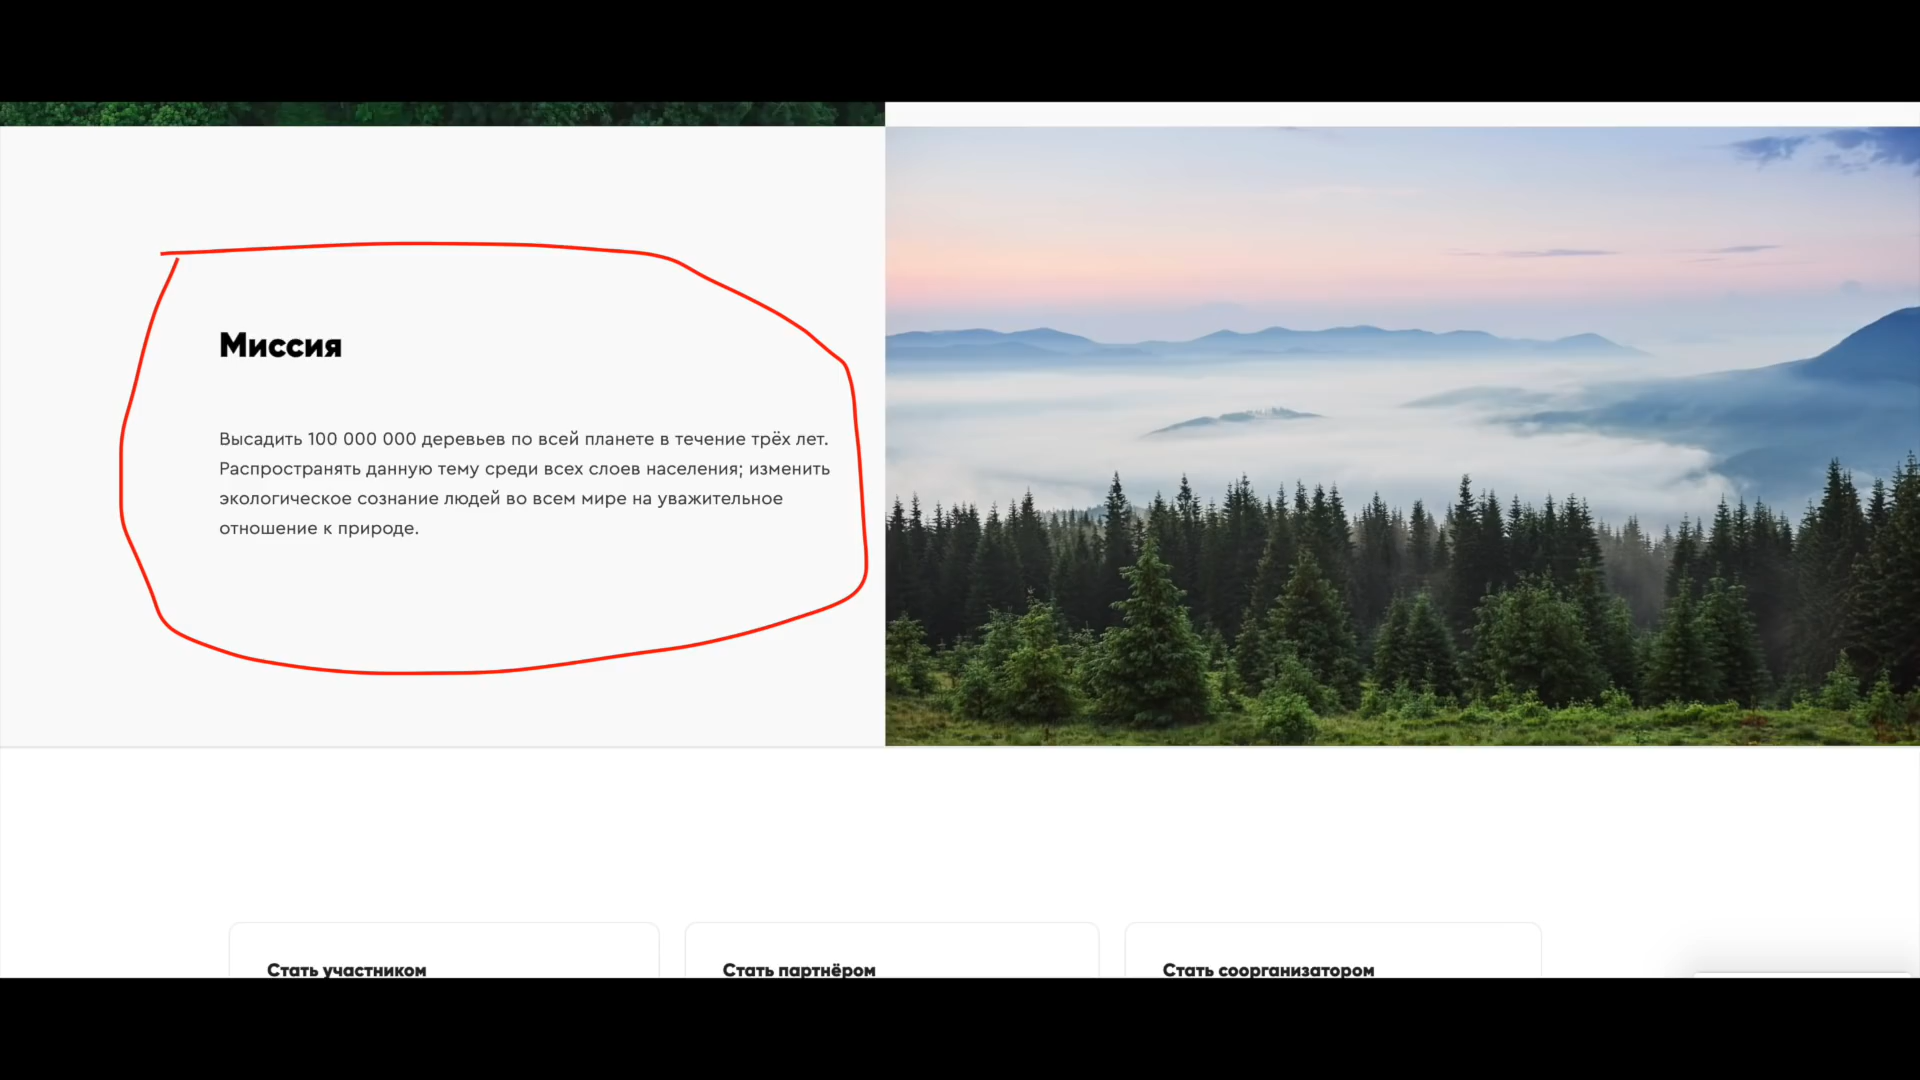 Миссия
Высадить 100 000 000 деревьев по всей планете в течение трёх лет.
Распространять данную тему среди всех слоев населения; изменить
экологическое сознание людей во всем мире на уважительное
отношение к природе.
Стать участником
Стать партнёром
Стать соорганизатором